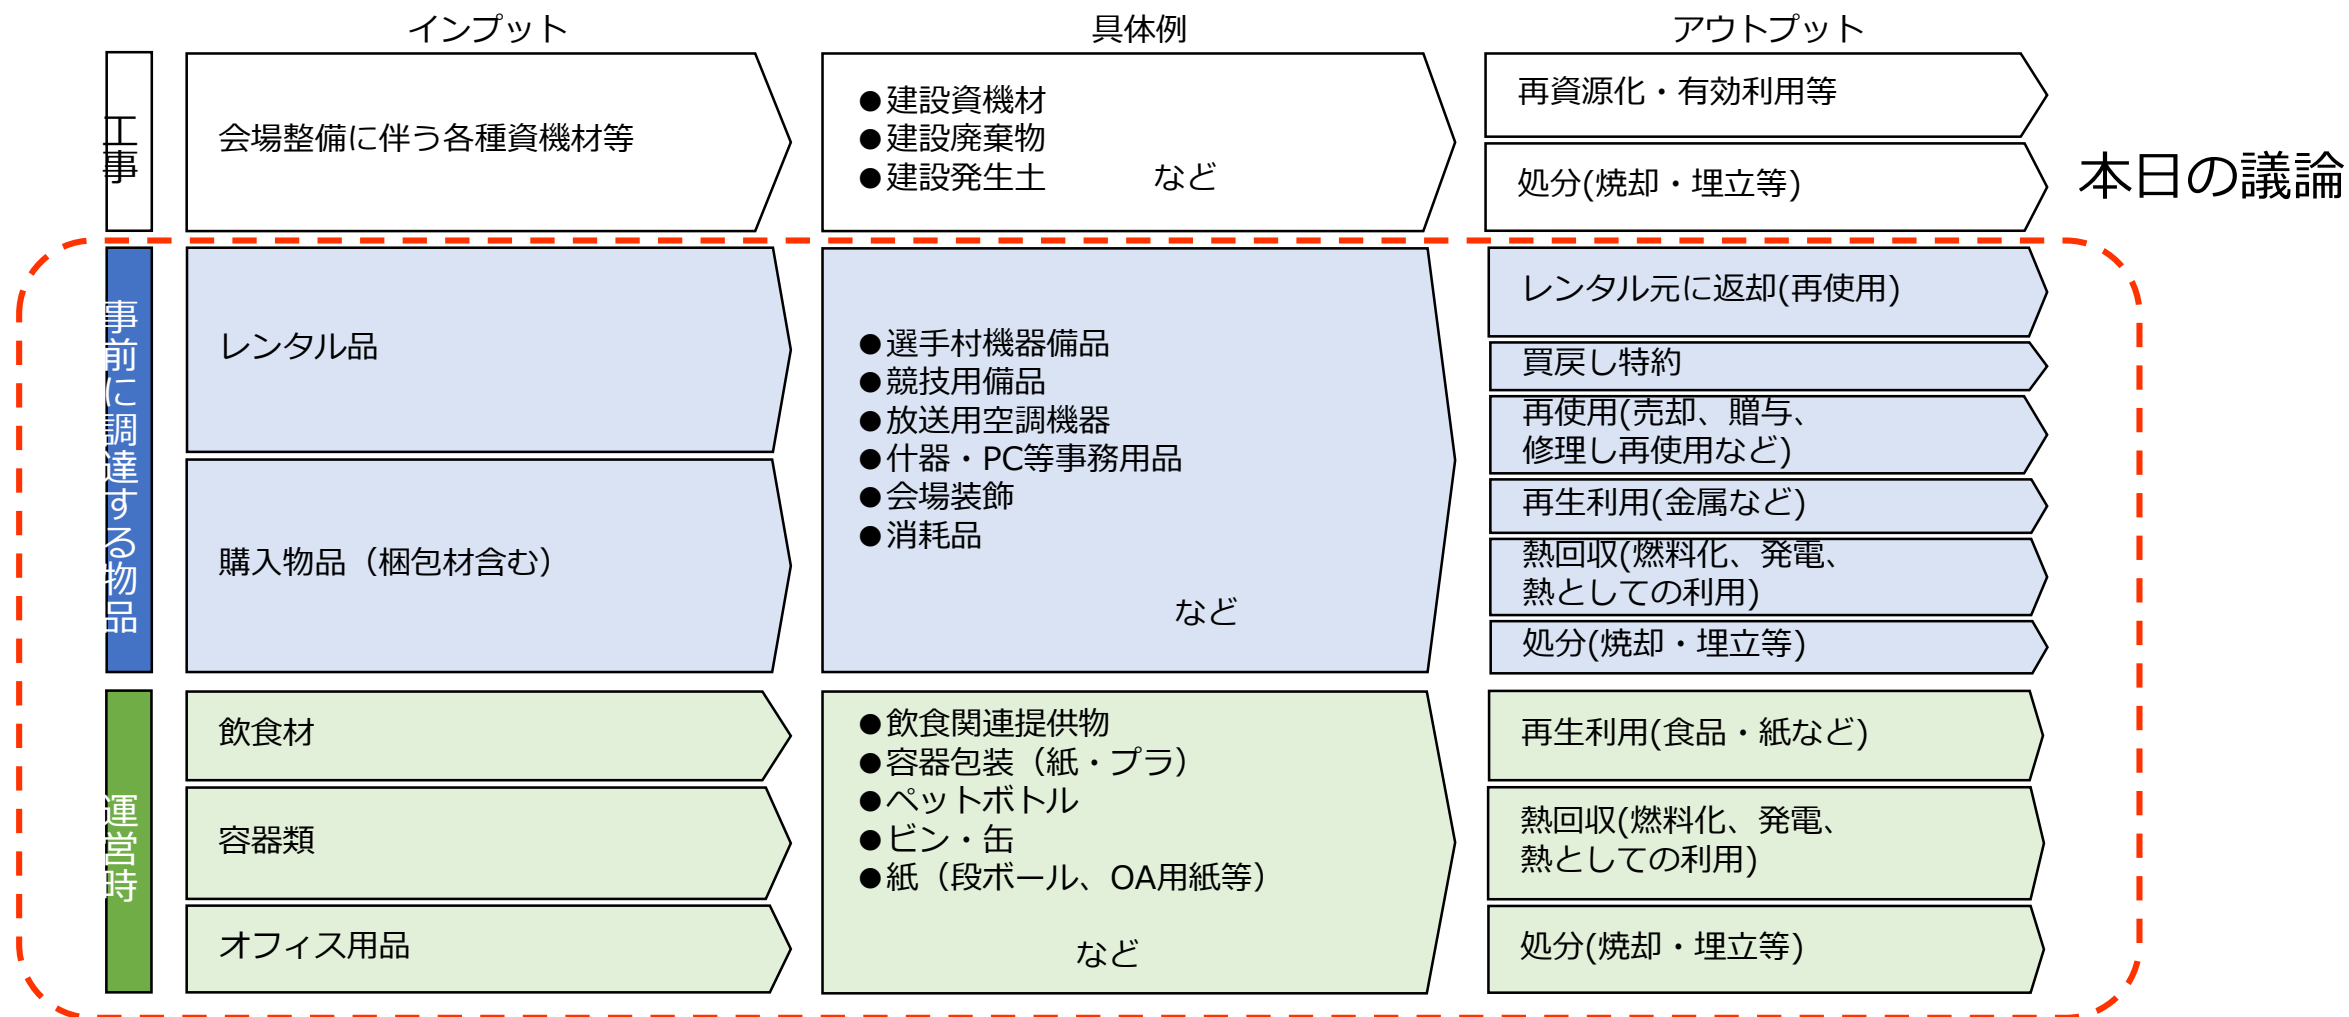 インプット
具体例
アウトプット
工事
会場整備に伴う各種資機材等
●建設資機材
●建設廃棄物
●建設発生土　　　など
再資源化・有効利用等
処分(焼却・埋立等)
本日の議論
事前に調達する物品
レンタル品
購入物品（梱包材含む）
●選手村機器備品
●競技用備品
●放送用空調機器
●什器・PC等事務用品
●会場装飾
●消耗品
など
レンタル元に返却(再使用)
買戻し特約
再使用(売却、贈与、
修理し再使用など)
再生利用(金属など)
熱回収(燃料化、発電、
熱としての利用)
処分(焼却・埋立等)
運営時
飲食材
容器類
オフィス用品
●飲食関連提供物
●容器包装（紙・プラ）
●ペットボトル
●ビン・缶
●紙（段ボール、OA用紙等）
など
再生利用(食品・紙など)
熱回収(燃料化、発電、
熱としての利用)
処分(焼却・埋立等)